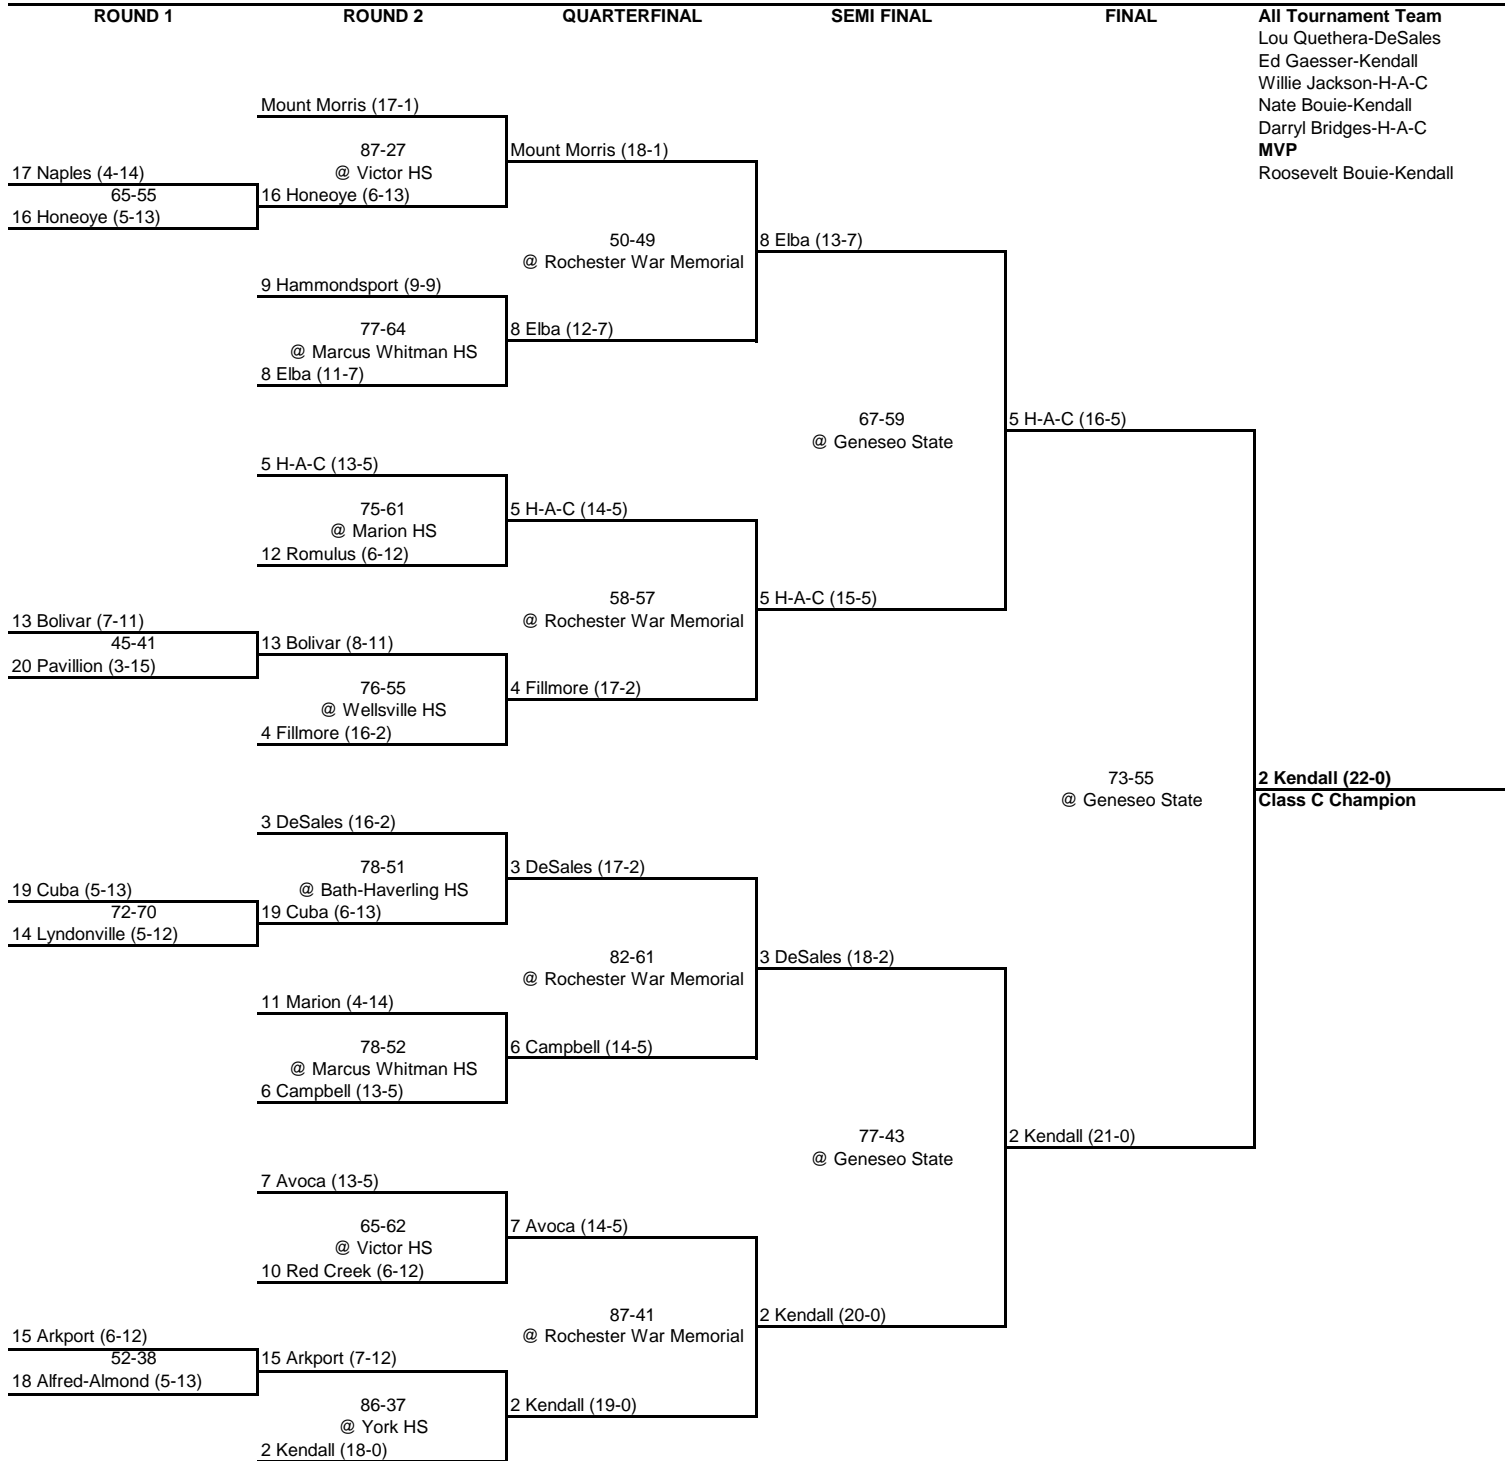 ROUND 1
ROUND 2
QUARTERFINAL
SEMI FINAL
FINAL
All Tournament Team
Lou Quethera-DeSales
Ed Gaesser-Kendall
Willie Jackson-H-A-C
Nate Bouie-Kendall
Darryl Bridges-H-A-C
MVP
Roosevelt Bouie-Kendall
17 Naples (4-14)
65-55
16 Honeoye (5-13)
13 Bolivar (7-11)
45-41
20 Pavillion (3-15)
19 Cuba (5-13)
72-70
14 Lyndonville (5-12)
15 Arkport (6-12)
52-38
18 Alfred-Almond (5-13)
Mount Morris (17-1)
87-27
@ Victor HS
16 Honeoye (6-13)
9 Hammondsport (9-9)
77-64
@ Marcus Whitman HS
8 Elba (11-7)
5 H-A-C (13-5)
75-61
@ Marion HS
12 Romulus (6-12)
13 Bolivar (8-11)
76-55
@ Wellsville HS
4 Fillmore (16-2)
3 DeSales (16-2)
78-51
@ Bath-Haverling HS
19 Cuba (6-13)
11 Marion (4-14)
78-52
@ Marcus Whitman HS
6 Campbell (13-5)
7 Avoca (13-5)
65-62
@ Victor HS
10 Red Creek (6-12)
15 Arkport (7-12)
86-37
@ York HS
2 Kendall (18-0)
Mount Morris (18-1)
50-49
@ Rochester War Memorial
8 Elba (12-7)
5 H-A-C (14-5)
58-57
@ Rochester War Memorial
4 Fillmore (17-2)
3 DeSales (17-2)
82-61
@ Rochester War Memorial
6 Campbell (14-5)
7 Avoca (14-5)
87-41
@ Rochester War Memorial
2 Kendall (19-0)
8 Elba (13-7)
67-59
@ Geneseo State
5 H-A-C (15-5)
3 DeSales (18-2)
77-43
@ Geneseo State
2 Kendall (20-0)
5 H-A-C (16-5)
73-55
@ Geneseo State
2 Kendall (21-0)
2 Kendall (22-0)
Class C Champion